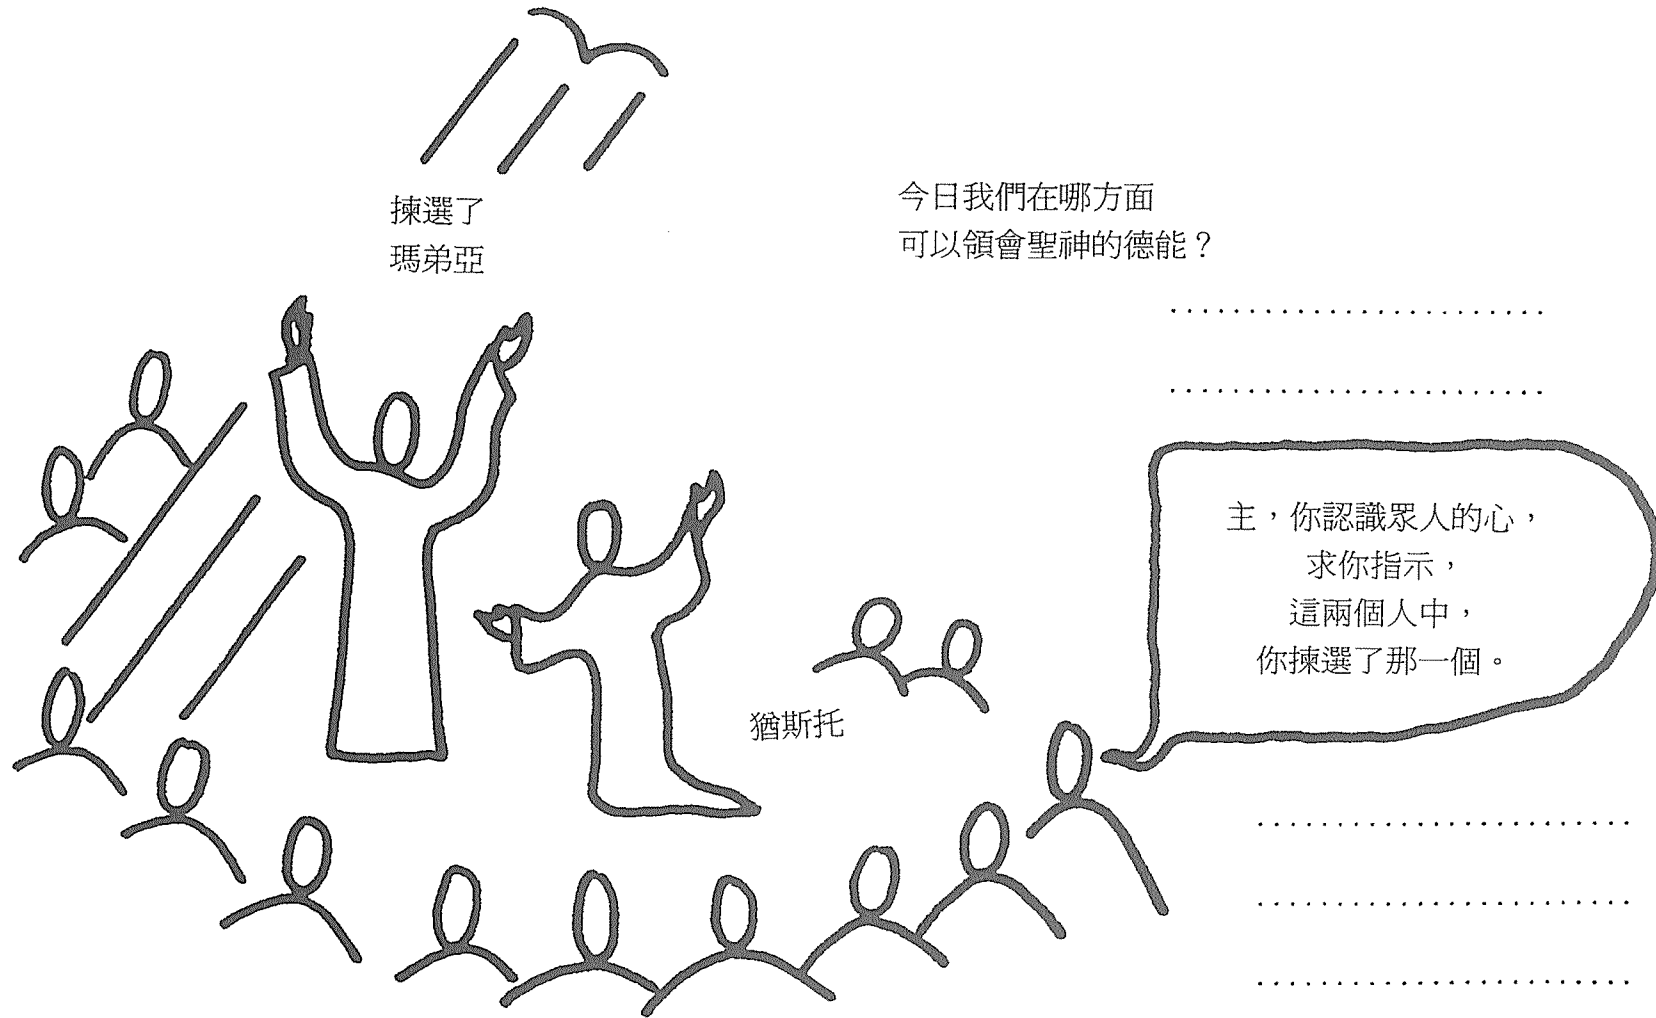 揀選了
瑪弟亞
今日我們在哪方面
可以領會聖神的德能？
主，你認識眾人的心，
求你指示，
這兩個人中，
你揀選了那一個。
猶斯托